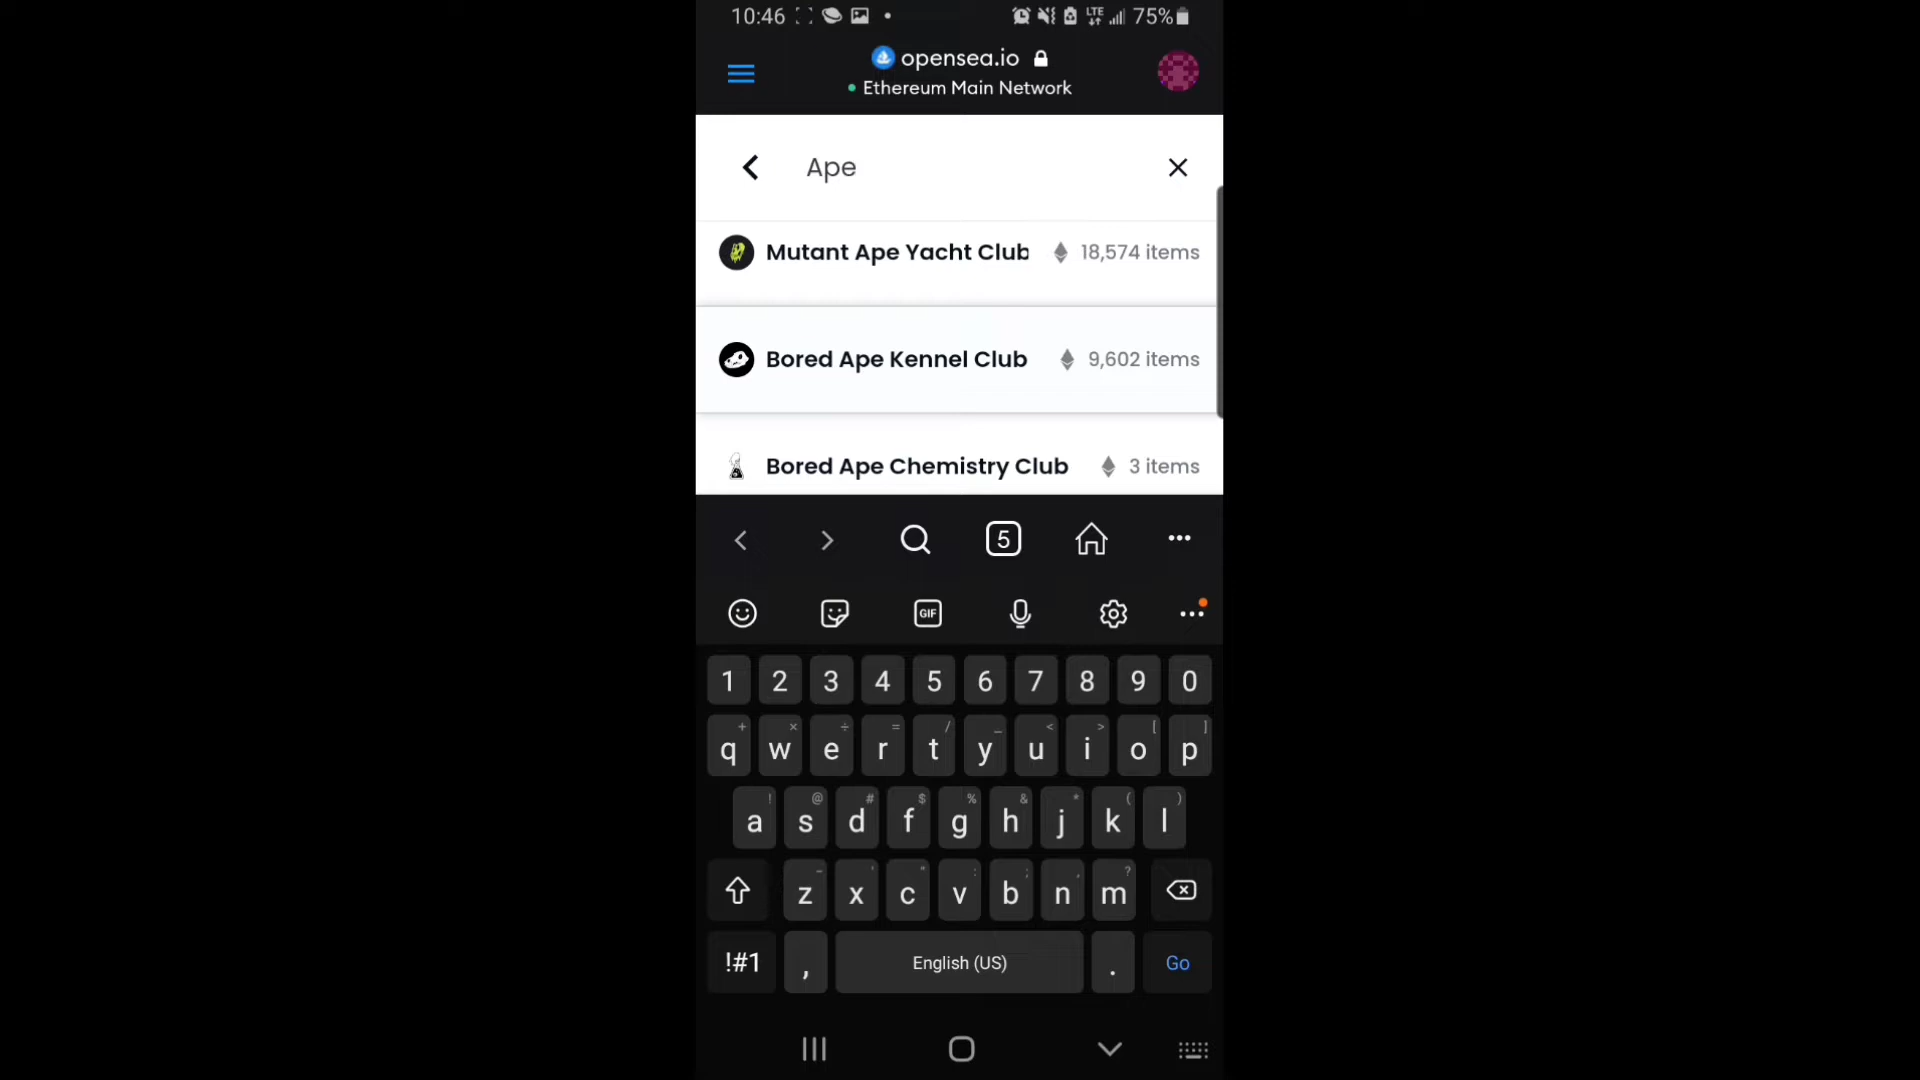 10:46 LTE 75%
opensea.io
Ethereum Main Network
Ape
Mutant Ape Yacht Club 18,574 items
Bored Ape Kennel Club 9,602 items
Bored Ape Chemistry Club 3 items
5
GIF
1 2 3 4 5 6 7 8 9 0
+ × ÷ = / _ < > [ ]
q w e r t y u i o p
! @ # $ % & * ( )
a s d f g h j k l
- ' " : ; , ?
z x c v b n m
!#1 , English (US) . Go